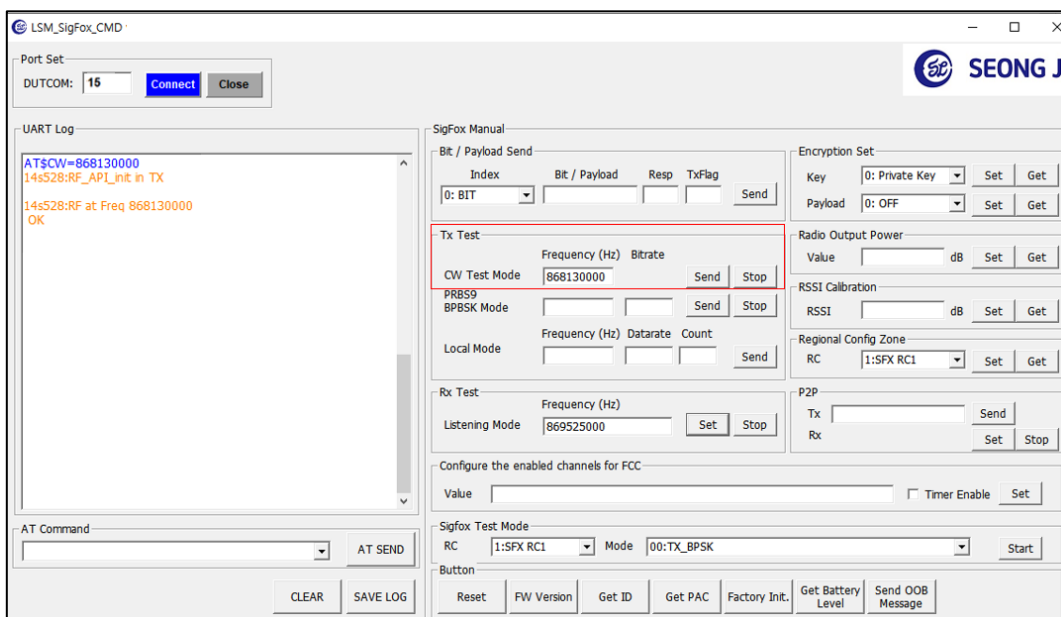 LSM_SigFox_CMD
Port Set
DUTCOM: 15 Connect Close
SEONG J
UART Log
AT$CW=868130000
14s528:RF_API_init in TX
14s528:RF at Freq 868130000
OK
AT Command
AT SEND
CLEAR SAVE LOG
SigFox Manual
Bit / Payload Send
Index Bit / Payload Resp TxFlag
0: BIT Send
Tx Test
Frequency (Hz) Bitrate
CW Test Mode 868130000 Send Stop
PRBS9
BPBSK Mode Send Stop
Frequency (Hz) Datarate Count
Local Mode Send
Rx Test
Frequency (Hz)
Listening Mode 869525000 Set Stop
Encryption Set
Key 0: Private Key Set Get
Payload 0: OFF Set Get
Radio Output Power
Value dB Set Get
RSSI Calibration
RSSI dB Set Get
Regional Config Zone
RC 1:SFX RC1 Set Get
P2P
Tx Send
Rx Set Stop
Configure the enabled channels for FCC
Value Timer Enable Set
Sigfox Test Mode
RC 1:SFX RC1 Mode 00:TX_BPSK Start
Button
Reset FW Version Get ID Get PAC Factory Init. Get Battery Level Send OOB Message